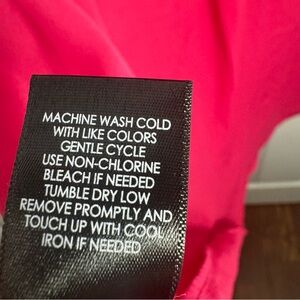 MACHINE WASH COLD
WITH LIKE COLORS
GENTLE CYCLE
USE NON-CHLORINE
BLEACH IF NEEDED
TUMBLE DRY LOW
REMOVE PROMPTLY AND
TOUCH UP WITH COOL
IRON IF NEEDED